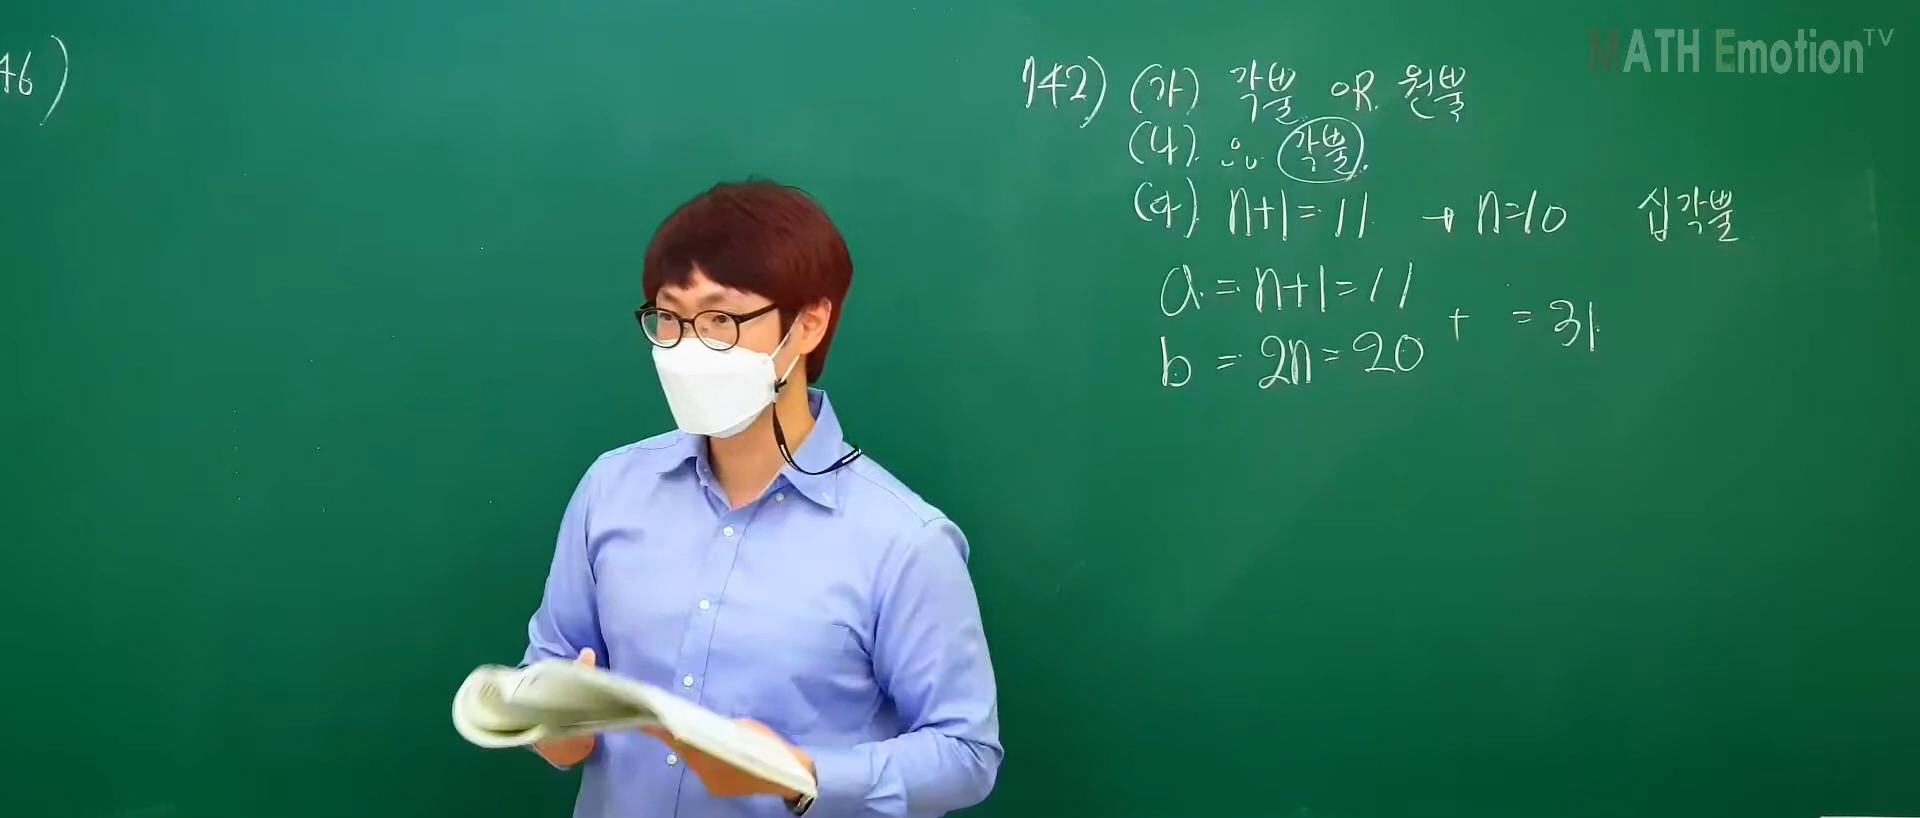 46)
MATH Emotion TV
142) (가) 각뿔 OR 원뿔
(나) ∴ 각뿔.
(다) n+1=11 → n=10 십각뿔
a=n+1=11
+ =31
b=2n=20